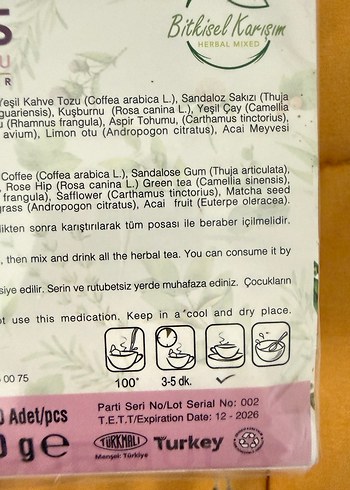 S
U
R
Bitkisel Karışım
HERBAL MIXED
Yeşil Kahve Tozu (Coffea arabica L.), Sandaloz Sakızı (Thuja
guariensis), Kuşburnu (Rosa canina L.), Yeşil Çay (Camellia
u (Rhamnus frangula), Aspir Tohumu, (Carthamus tinctorius),
avium), Limon otu (Andropogon citratus), Acai Meyvesi
Coffee (Coffea arabica L.), Sandalose Gum (Thuja articulata),
, Rose Hip (Rosa canina L.) Green tea (Camellia sinensis),
frangula), Safflower (Carthamus tinctorius), Matcha seed
grass (Andropogon citratus), Acai fruit (Euterpe oleracea).
likten sonra karıştırılarak tüm posası ile beraber içilmelidir.
, then mix and drink all the herbal tea. You can consume it by
siye edilir. Serin ve rutubetsiz yerde muhafaza ediniz. Çocukların
ot use this medication. Keep in a cool and dry place.
100° 3-5 dk.
00 75
0 Adet/pcs
0 g e
Parti Seri No/Lot Serial No: 002
T.E.T.T/Expiration Date: 12 - 2026
TÜRKMALI Turkey
Menşei: Türkiye